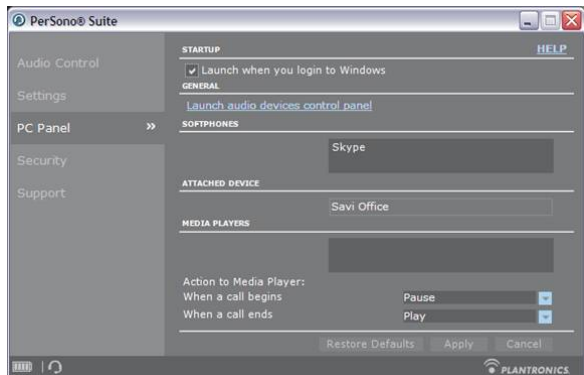 PerSono® Suite
STARTUP
HELP
Audio Control
Launch when you login to Windows
GENERAL
Settings
Launch audio devices control panel
PC Panel »
SOFTPHONES
Skype
Security
ATTACHED DEVICE
Support
Savi Office
MEDIA PLAYERS
Action to Media Player:
When a call begins Pause
When a call ends Play
Restore Defaults Apply Cancel
PLANTRONICS.